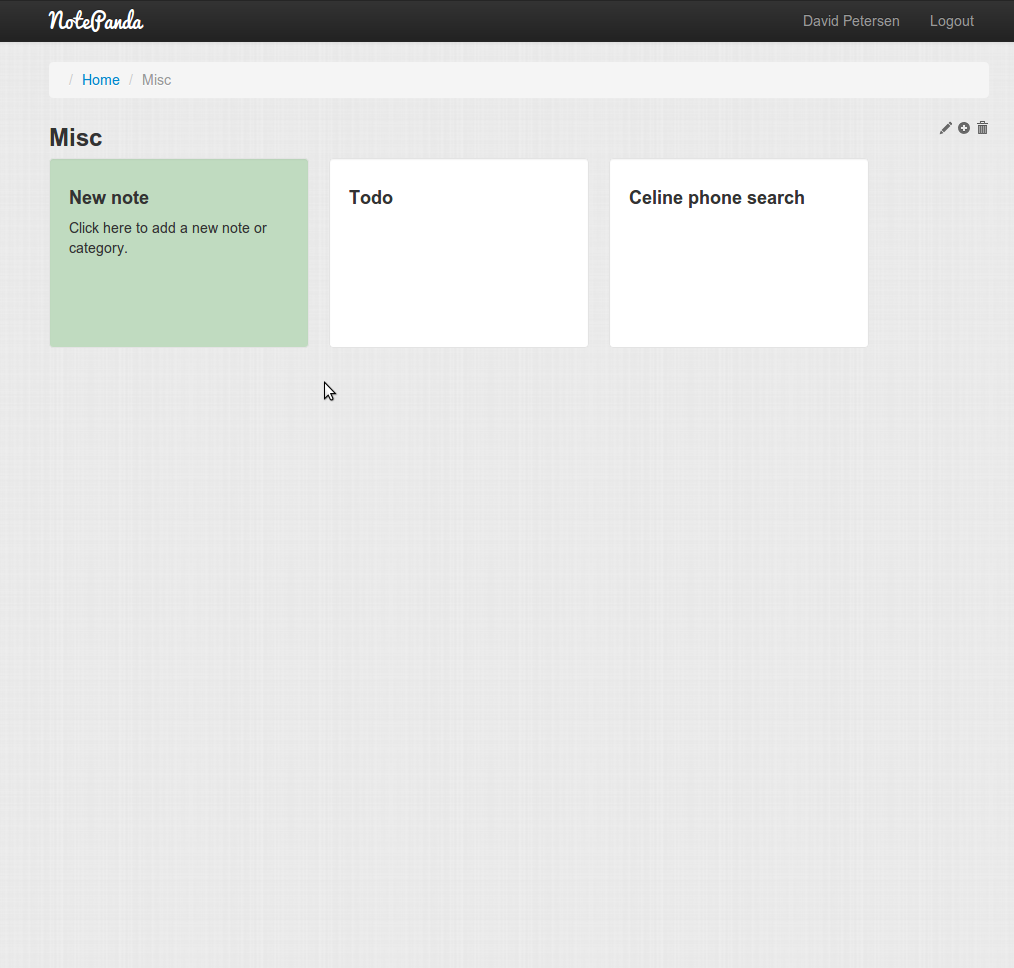 NotePanda David Petersen Logout
/ Home / Misc
Misc
New note
Click here to add a new note or
category.
Todo
Celine phone search